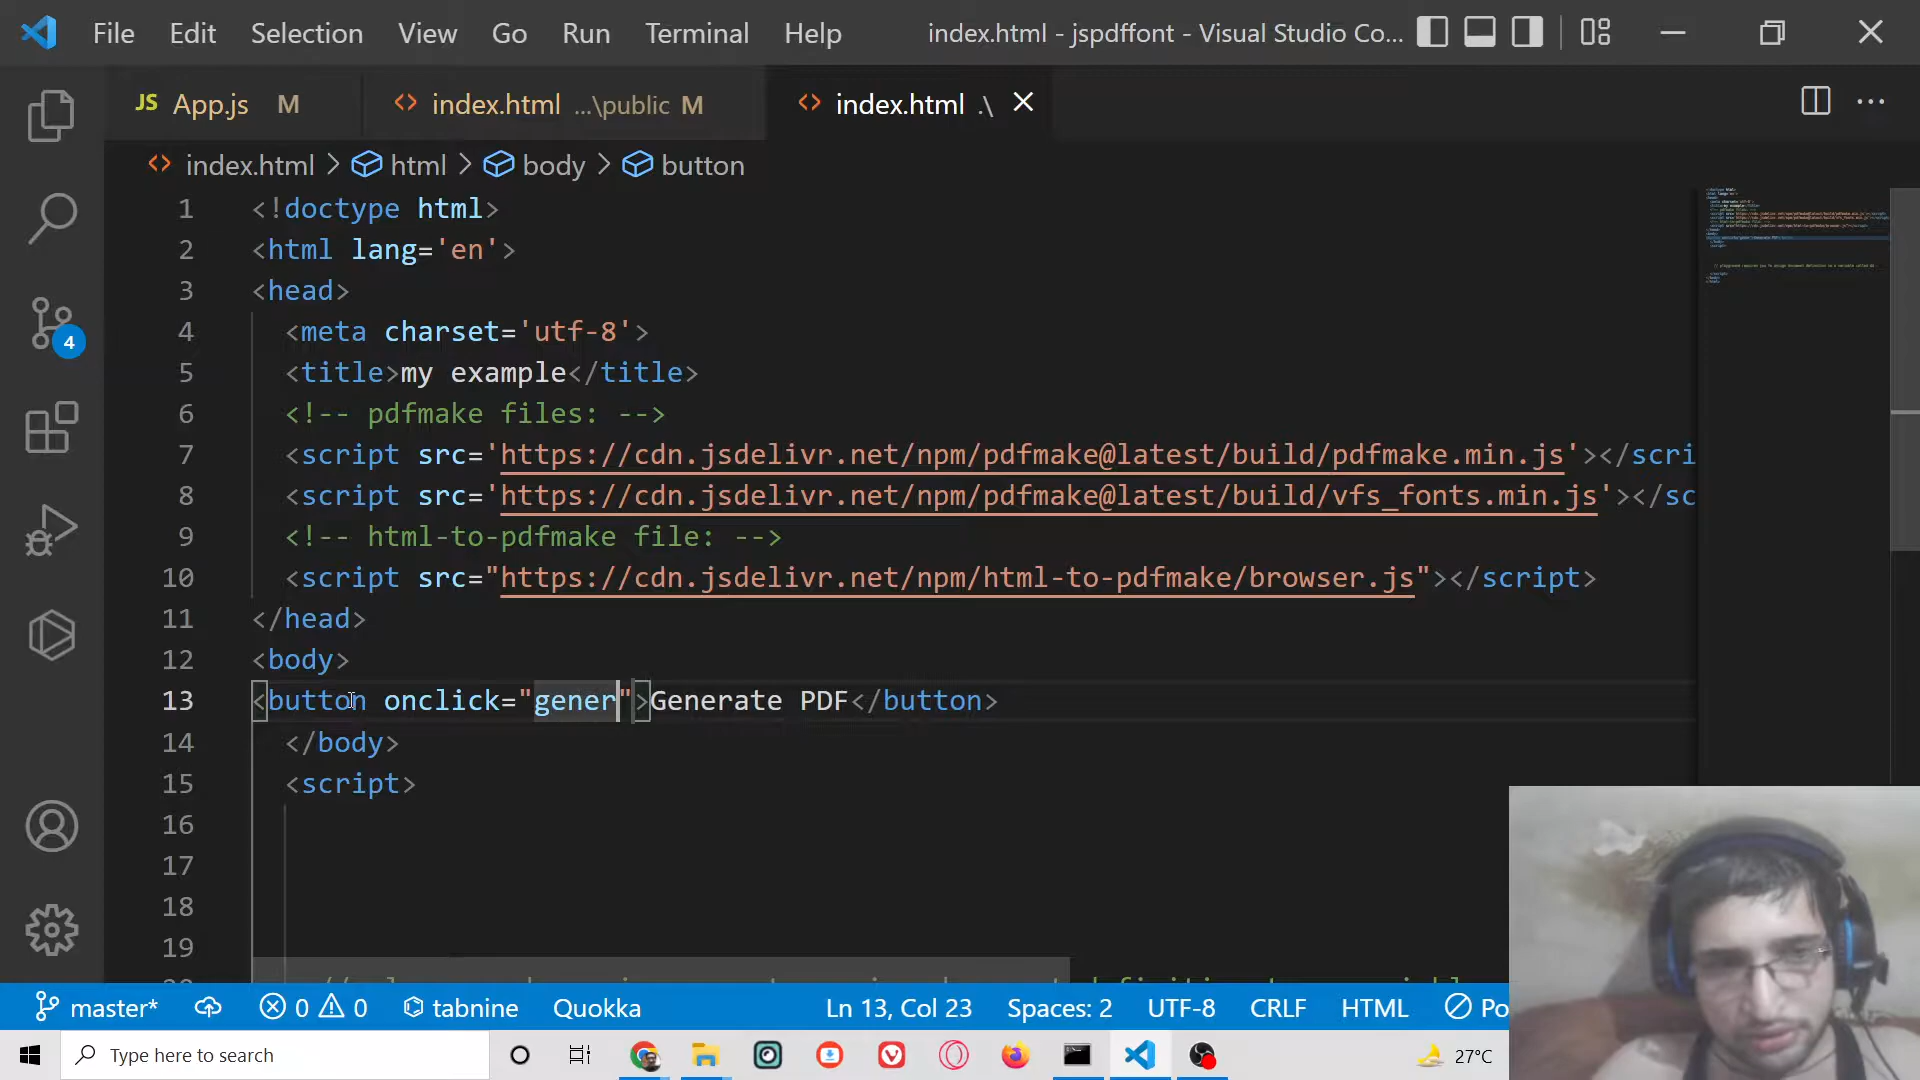 File Edit Selection View Go Run Terminal Help index.html - jspdffont - Visual Studio Co...
JS App.js M <> index.html ...\public M <> index.html .\
<> index.html > html > body > button
1 <!doctype html>
2 <html lang='en'>
3 <head>
4 <meta charset='utf-8'>
5 <title>my example</title>
6 <!-- pdfmake files: -->
7 <script src='https://cdn.jsdelivr.net/npm/pdfmake@latest/build/pdfmake.min.js'></scri
8 <script src='https://cdn.jsdelivr.net/npm/pdfmake@latest/build/vfs_fonts.min.js'></sc
9 <!-- html-to-pdfmake file: -->
10 <script src="https://cdn.jsdelivr.net/npm/html-to-pdfmake/browser.js"></script>
11 </head>
12 <body>
13 <button onclick="gener">Generate PDF</button>
14 </body>
15 <script>
16
17
18
19
4
master* 0 0 tabnine Quokka Ln 13, Col 23 Spaces: 2 UTF-8 CRLF HTML Po
Type here to search 27°C